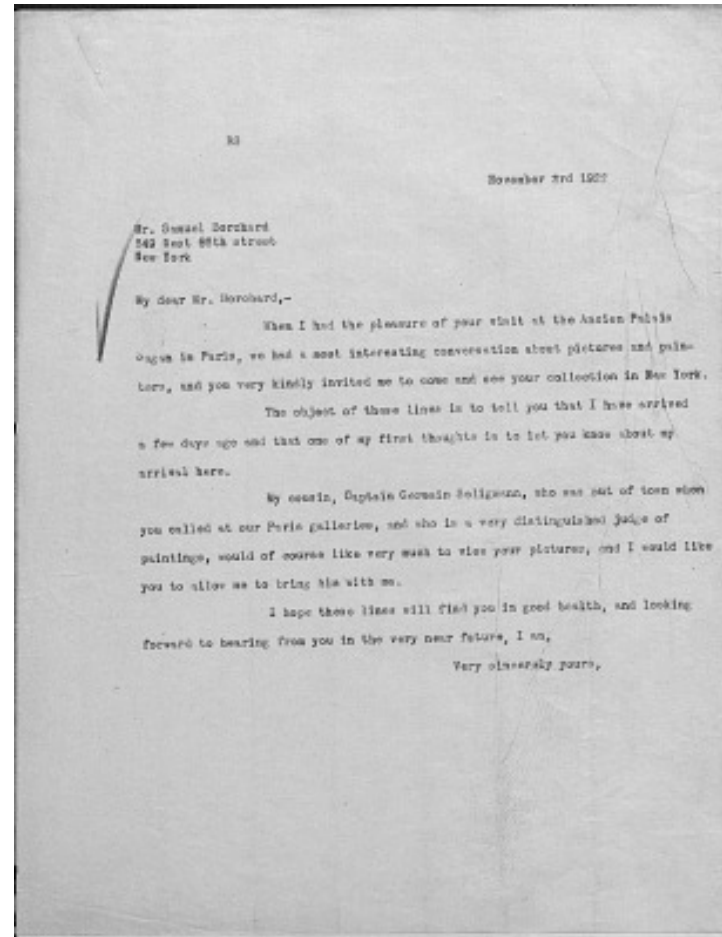 November 3rd 1922
Mr. Samuel Borchard
New York
My dear Mr. Borchard,-
When I had the pleasure of your visit at the Ancien Palais
Sagan in Paris, we had a most interesting conversation about pictures and pain-
ters, and you very kindly invited me to come and see your collection in New York.
The object of these lines is to tell you that I have arrived
a few days ago and that one of my first thoughts is to let you know about my
arrival here.
My cousin, Captain Germain Seligmann, who was out of town when
you called at our Paris galleries, and who is a very distinguished judge of
paintings, would of course like very much to view your pictures, and I would like
you to allow me to bring him with me.
I hope these lines will find you in good health, and looking
forward to hearing from you in the very near future, I am,
Very sincerely yours,